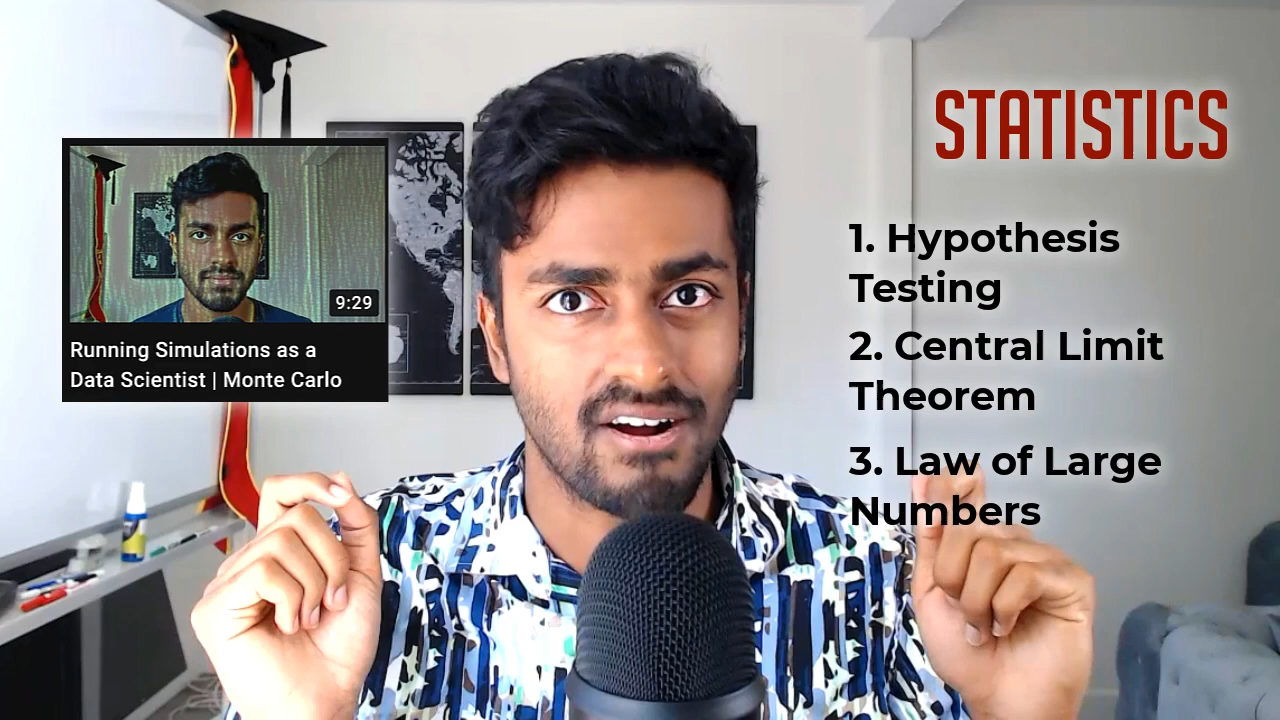 STATISTICS
9:29
Running Simulations as a
Data Scientist | Monte Carlo
1. Hypothesis
Testing
2. Central Limit
Theorem
3. Law of Large
Numbers